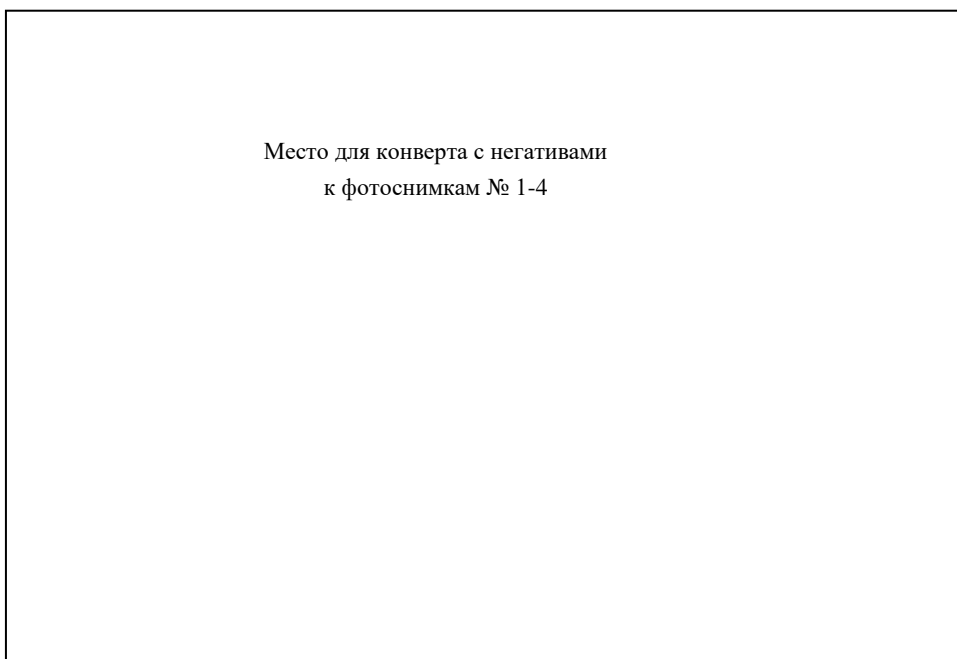 Место для конверта с негативами
к фотоснимкам № 1-4